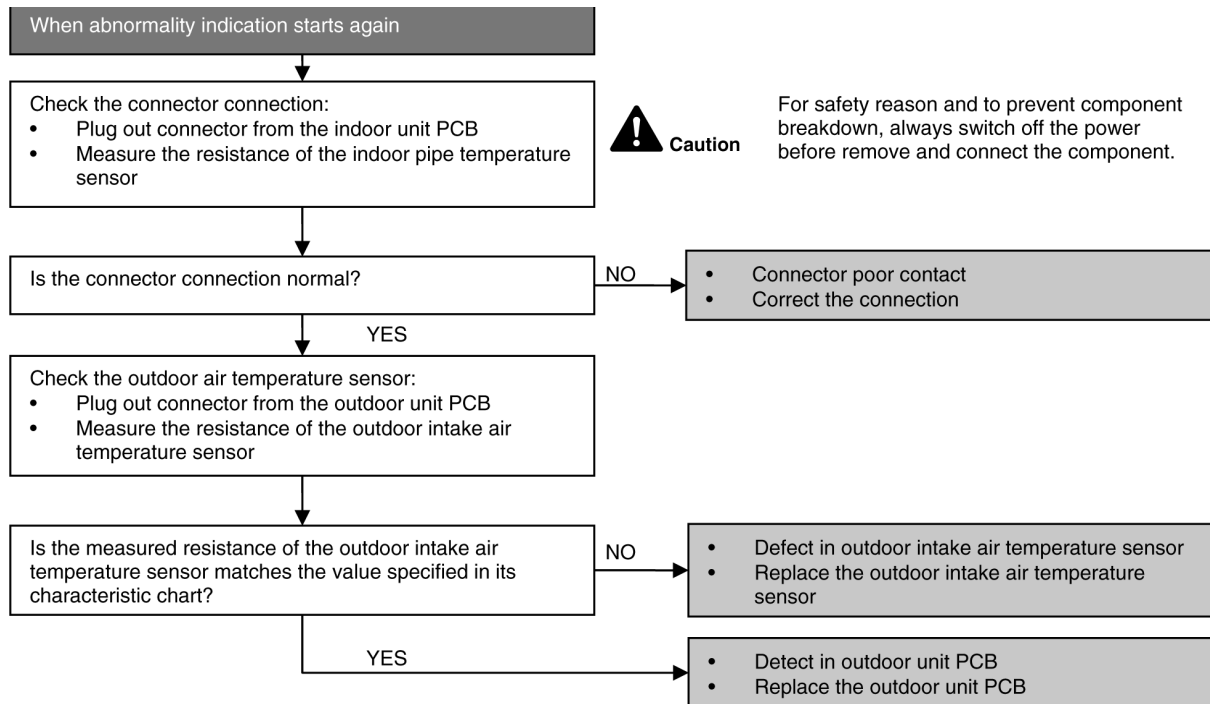 When abnormality indication starts again
Check the connector connection:
• Plug out connector from the indoor unit PCB
• Measure the resistance of the indoor pipe temperature
sensor
Caution
For safety reason and to prevent component
breakdown, always switch off the power
before remove and connect the component.
Is the connector connection normal?
NO
• Connector poor contact
• Correct the connection
YES
Check the outdoor air temperature sensor:
• Plug out connector from the outdoor unit PCB
• Measure the resistance of the outdoor intake air
temperature sensor
Is the measured resistance of the outdoor intake air
temperature sensor matches the value specified in its
characteristic chart?
NO
• Defect in outdoor intake air temperature sensor
• Replace the outdoor intake air temperature
sensor
YES
• Detect in outdoor unit PCB
• Replace the outdoor unit PCB